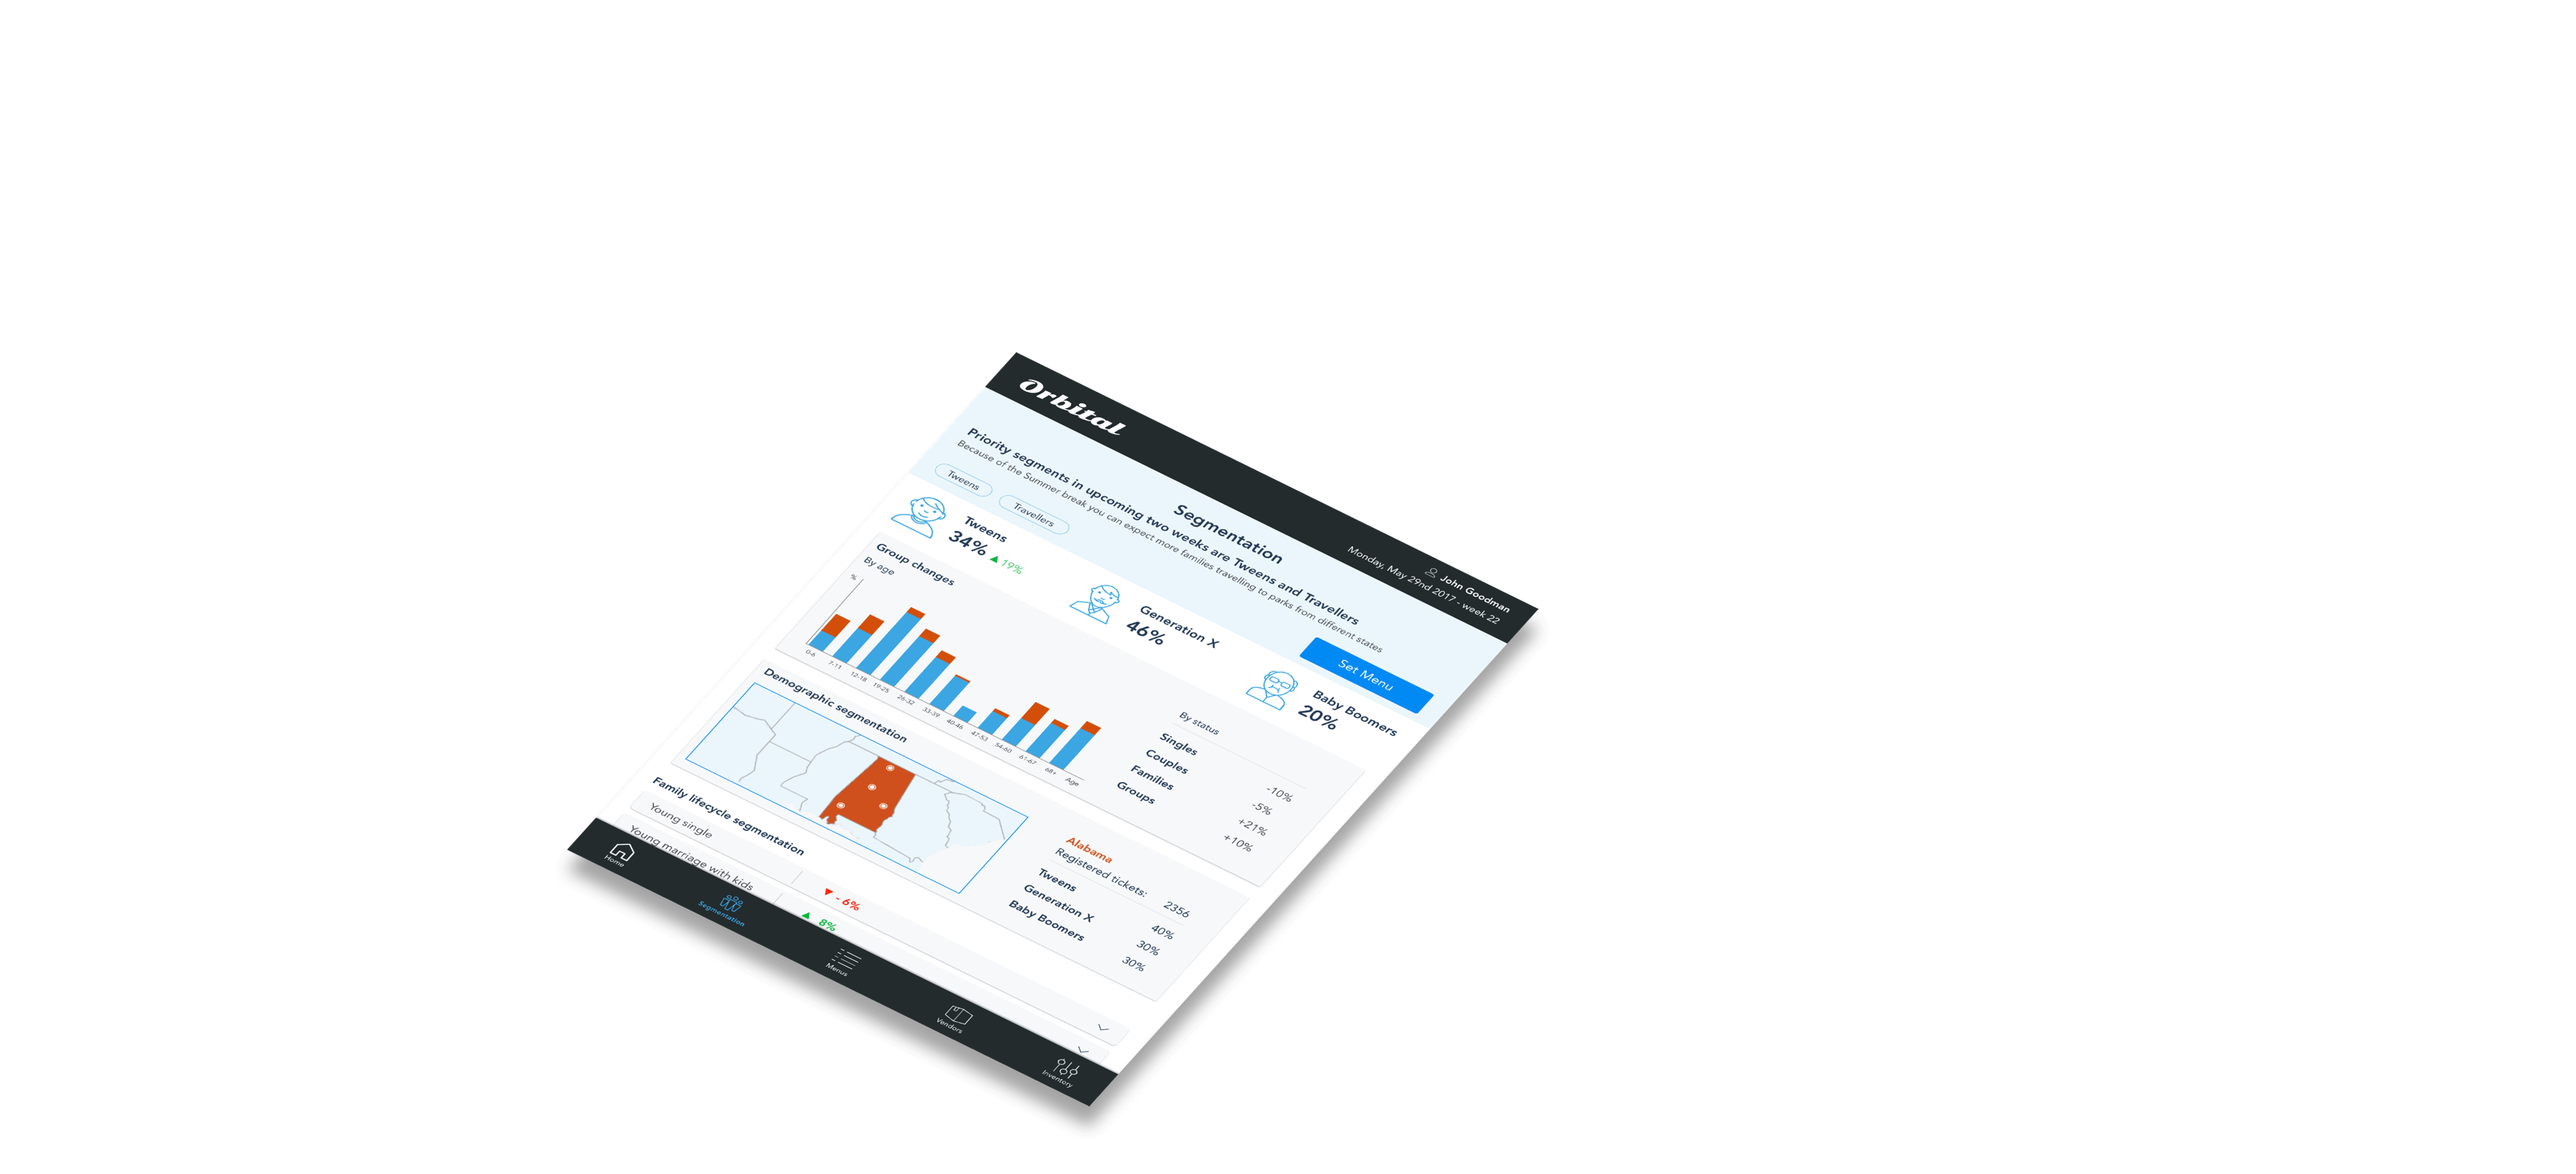 Orbital
John Goodman
Monday, May 29nd 2017 - week 22
Segmentation
Priority segments in upcoming two weeks are Tweens and Travellers
Because of the Summer break you can expect more families travelling to parks from different states
Tweens
Travellers
Set Menu
Tweens
34% ▲ 19%
Generation X
46%
Baby Boomers
20%
Group changes
By age
%
0-6
7-11
12-18
19-25
26-32
33-39
40-46
47-53
54-60
61-67
68+
Age
By status
Singles -10%
Couples -5%
Families +21%
Groups +10%
Demographic segmentation
Alabama
Registered tickets: 2356
Tweens 40%
Generation X 30%
Baby Boomers 30%
Family lifecycle segmentation
Young single ▼ - 6%
Young marriage with kids ▲ 8%
Home
Segmentation
Menus
Vendors
Inventory